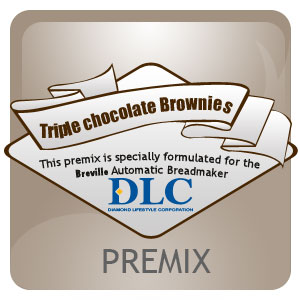 Triple chocolate Brownies
This premix is specially formulated for the
Breville Automatic Breadmaker
DLC
DIAMOND LIFESTYLE CORPORATION
PREMIX